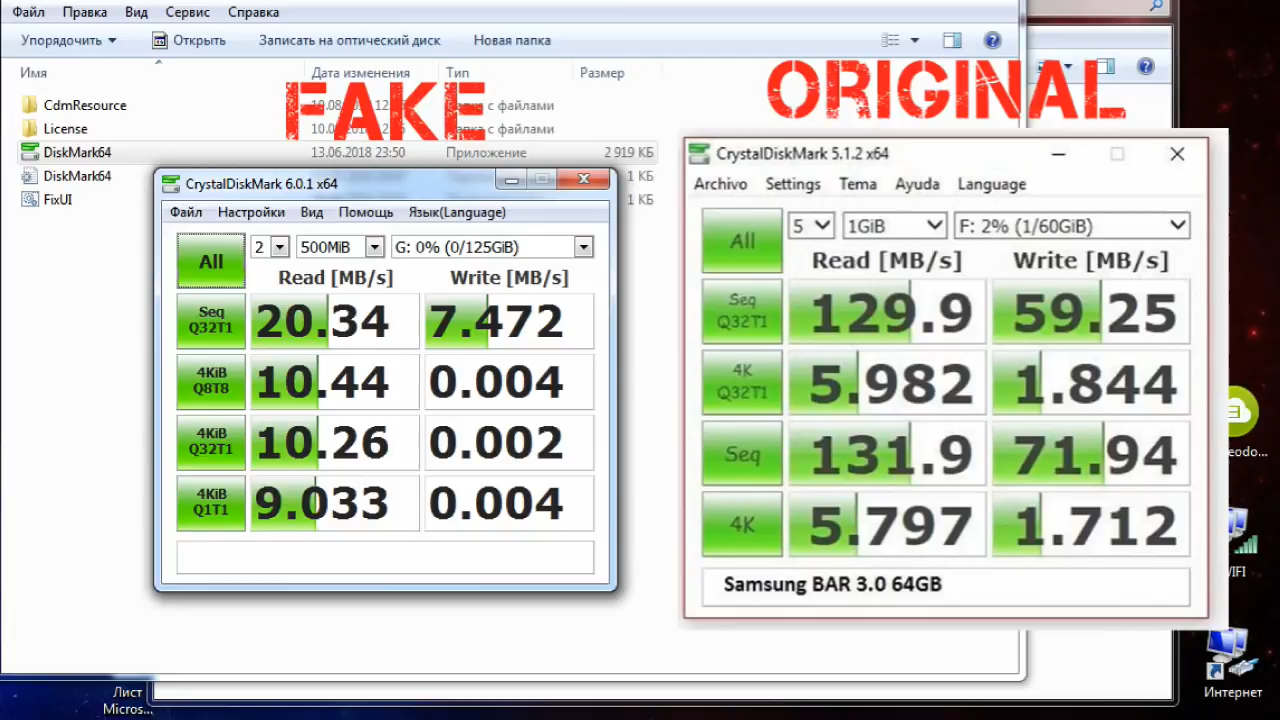 Файл Правка Вид Сервис Справка
Упорядочить Открыть Записать на оптический диск Новая папка
Имя Дата изменения Тип Размер
FAKE
ORIGINAL
CdmResource папка с файлами
License папка с файлами
DiskMark64 13.06.2018 23:50 Приложение 2 919 КБ
DiskMark64 1 КБ
FixUI 1 КБ
CrystalDiskMark 6.0.1 x64
Файл Настройки Вид Помощь Язык(Language)
All 2 500MiB G: 0% (0/125GiB)
Read [MB/s] Write [MB/s]
Seq
Q32T1 20.34 7.472
4KiB
Q8T8 10.44 0.004
4KiB
Q32T1 10.26 0.002
4KiB
Q1T1 9.033 0.004
CrystalDiskMark 5.1.2 x64
Archivo Settings Tema Ayuda Language
All 5 1GiB F: 2% (1/60GiB)
Read [MB/s] Write [MB/s]
Seq
Q32T1 129.9 59.25
4K
Q32T1 5.982 1.844
Seq 131.9 71.94
4K 5.797 1.712
Samsung BAR 3.0 64GB
Интернет
Лист
Micros...